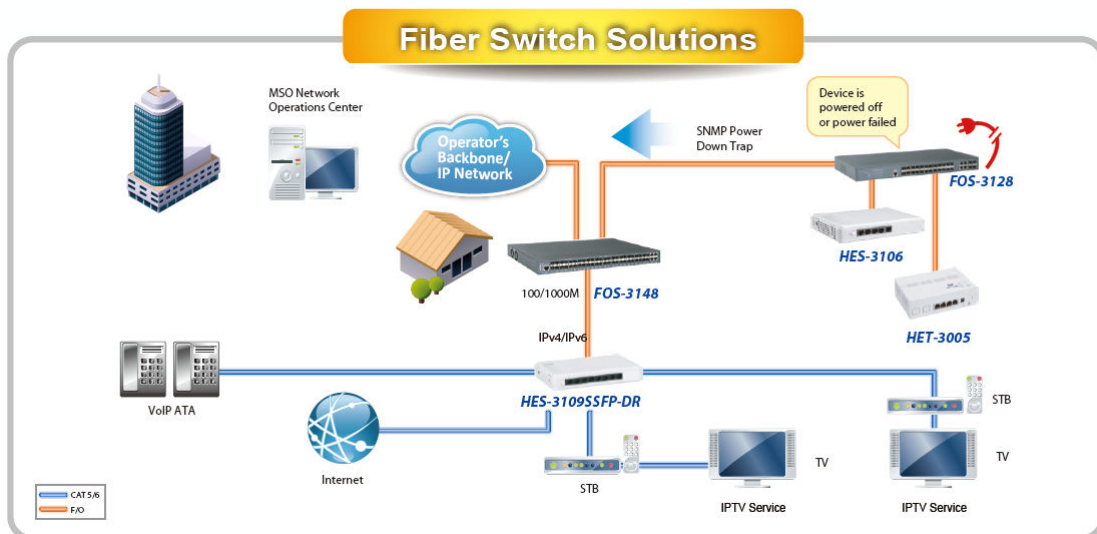 Fiber Switch Solutions
MSO Network
Operations Center
Operator's
Backbone/
IP Network
SNMP Power
Down Trap
Device is
powered off
or power failed
FOS-3128
HES-3106
HET-3005
100/1000M
FOS-3148
IPv4/IPv6
HES-3109SSFP-DR
VoIP ATA
Internet
STB
TV
IPTV Service
STB
TV
IPTV Service
CAT 5/6
F/O